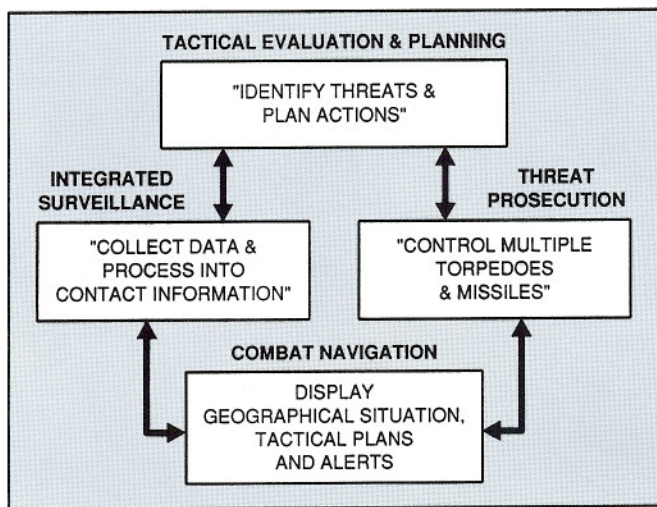 TACTICAL EVALUATION & PLANNING
"IDENTIFY THREATS &
PLAN ACTIONS"
INTEGRATED
SURVEILLANCE
THREAT
PROSECUTION
"COLLECT DATA &
PROCESS INTO
CONTACT INFORMATION"
"CONTROL MULTIPLE
TORPEDOES
& MISSILES"
COMBAT NAVIGATION
DISPLAY
GEOGRAPHICAL SITUATION,
TACTICAL PLANS
AND ALERTS